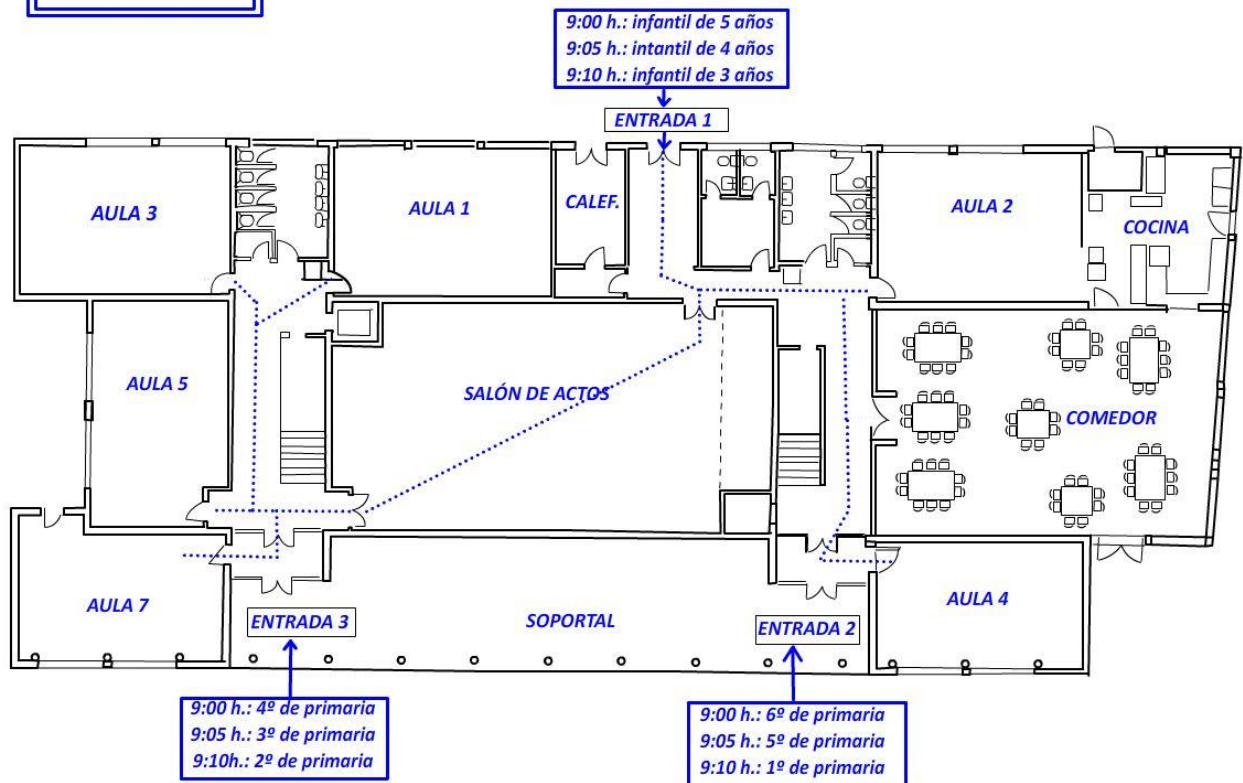 9:00 h.: infantil de 5 años
9:05 h.: intantil de 4 años
9:10 h.: infantil de 3 años
ENTRADA 1
AULA 3
AULA 1
CALEF.
AULA 2
COCINA
AULA 5
SALÓN DE ACTOS
COMEDOR
AULA 7
ENTRADA 3
SOPORTAL
ENTRADA 2
AULA 4
9:00 h.: 4º de primaria
9:05 h.: 3º de primaria
9:10h.: 2º de primaria
9:00 h.: 6º de primaria
9:05 h.: 5º de primaria
9:10 h.: 1º de primaria